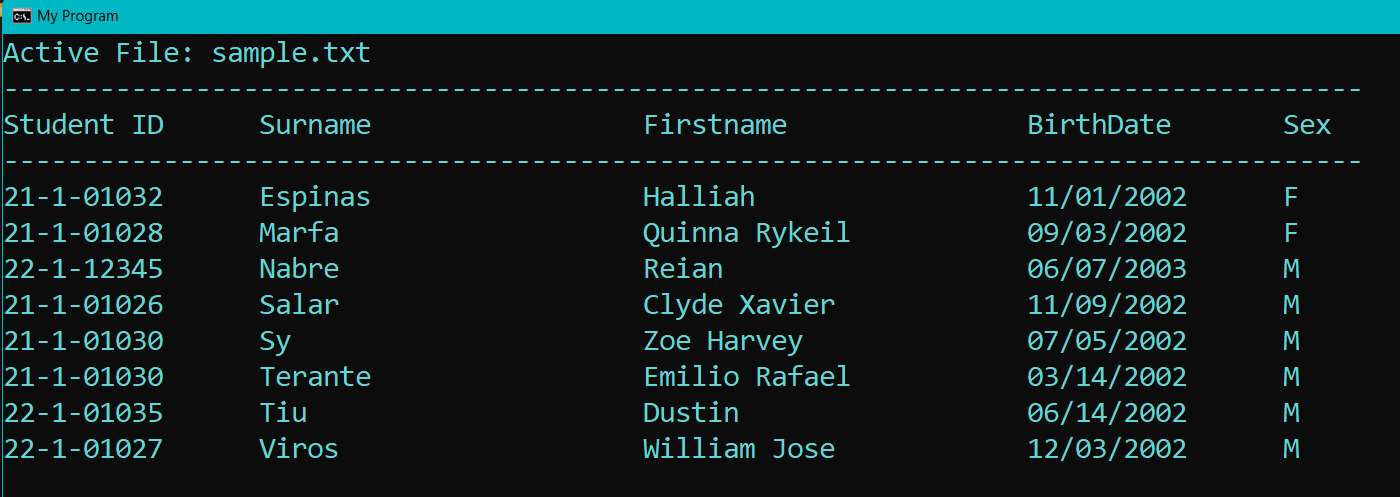 My Program
Active File: sample.txt
-------------------------------------------------------------------------------------
Student ID      Surname                 Firstname               BirthDate       Sex
-------------------------------------------------------------------------------------
21-1-01032      Espinas                 Halliah                 11/01/2002      F
21-1-01028      Marfa                   Quinna Rykeil           09/03/2002      F
22-1-12345      Nabre                   Reian                   06/07/2003      M
21-1-01026      Salar                   Clyde Xavier            11/09/2002      M
21-1-01030      Sy                      Zoe Harvey              07/05/2002      M
21-1-01030      Terante                 Emilio Rafael           03/14/2002      M
22-1-01035      Tiu                     Dustin                  06/14/2002      M
22-1-01027      Viros                   William Jose            12/03/2002      M